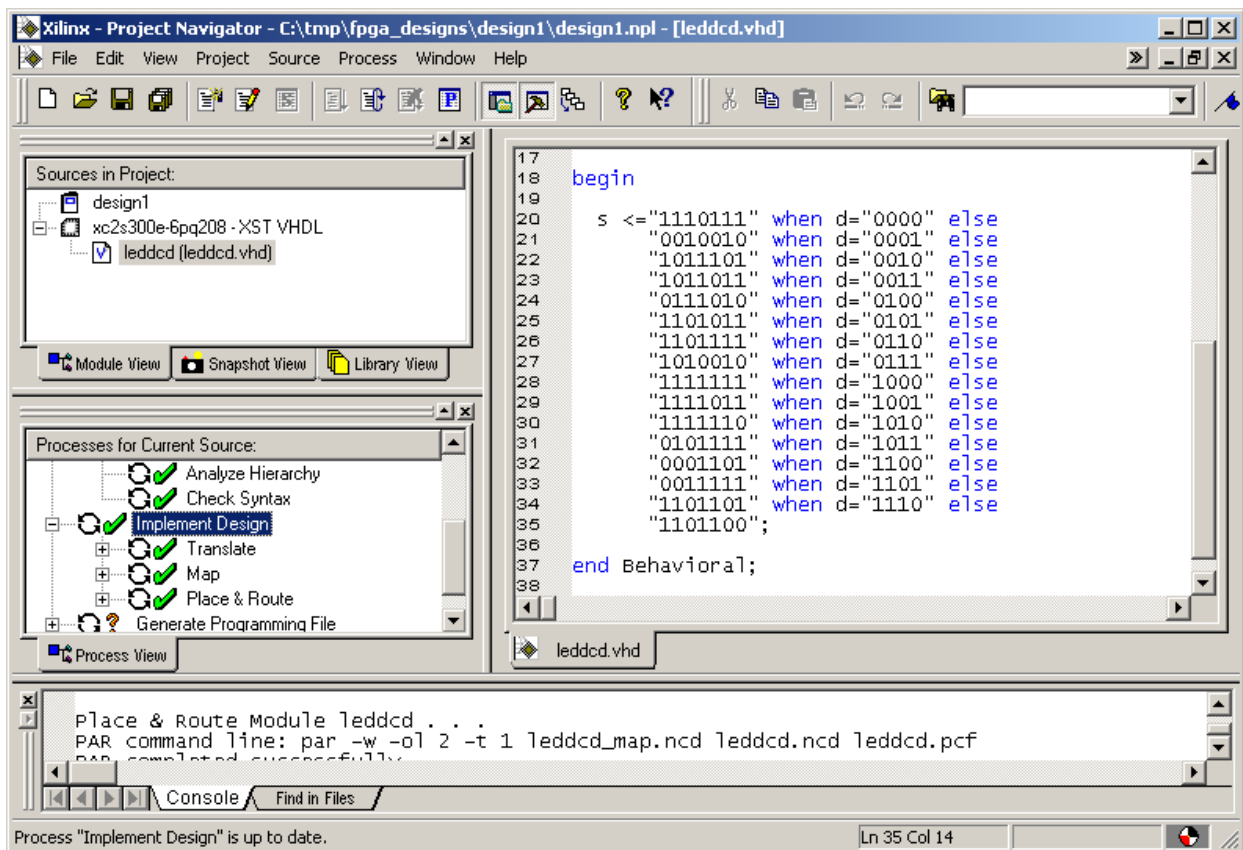 Xilinx - Project Navigator - C:\tmp\fpga_designs\design1\design1.npl - [leddcd.vhd]
File Edit View Project Source Process Window Help
Sources in Project:
design1
xc2s300e-6pq208 - XST VHDL
leddcd (leddcd.vhd)
Module View Snapshot View Library View
Processes for Current Source:
Analyze Hierarchy
Check Syntax
Implement Design
Translate
Map
Place & Route
Generate Programming File
Process View
17
18 begin
19
20 s <="1110111" when d="0000" else
21 "0010010" when d="0001" else
22 "1011101" when d="0010" else
23 "1011011" when d="0011" else
24 "0111010" when d="0100" else
25 "1101011" when d="0101" else
26 "1101111" when d="0110" else
27 "1010010" when d="0111" else
28 "1111111" when d="1000" else
29 "1111011" when d="1001" else
30 "1111110" when d="1010" else
31 "0101111" when d="1011" else
32 "0001101" when d="1100" else
33 "0011111" when d="1101" else
34 "1101101" when d="1110" else
35 "1101100";
36
37 end Behavioral;
38
leddcd.vhd
Place & Route Module leddcd . . .
PAR command line: par -w -ol 2 -t 1 leddcd_map.ncd leddcd.ncd leddcd.pcf
PAR completed successfully
Console Find in Files
Process "Implement Design" is up to date.
Ln 35 Col 14